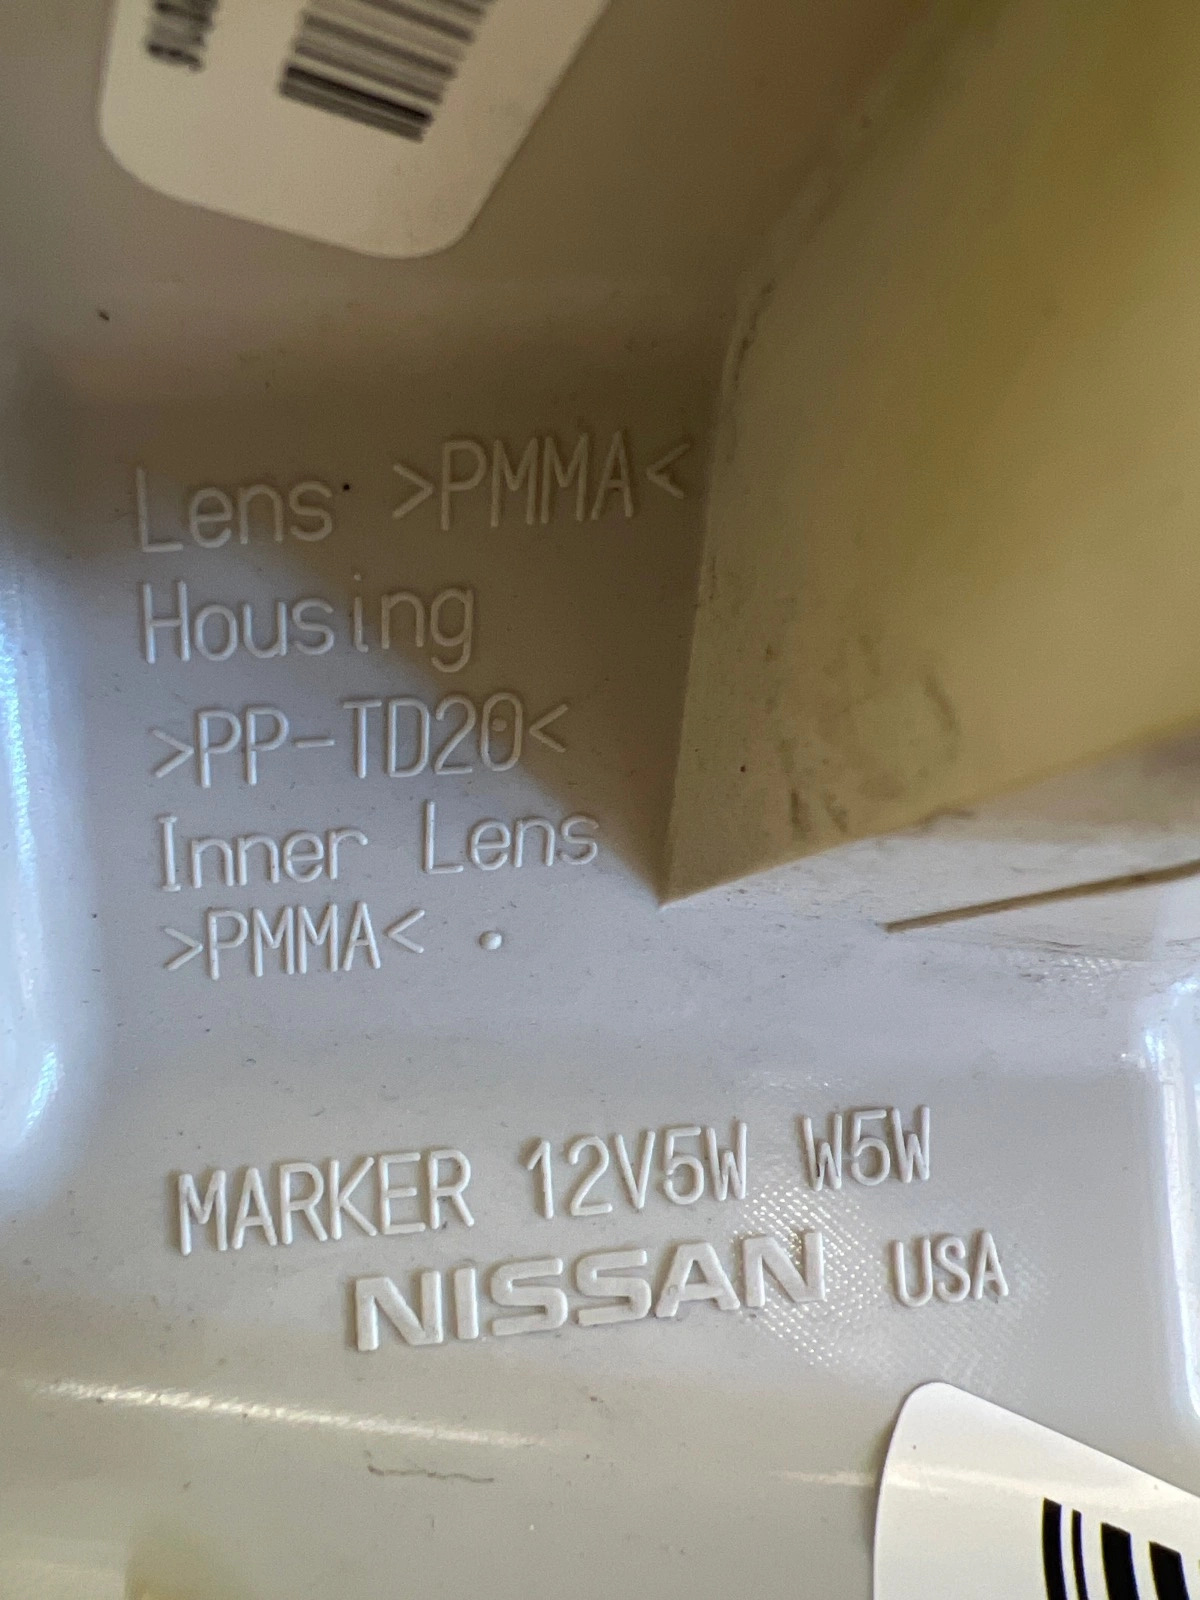 Lens >PMMA<
Housing
>PP-TD20<
Inner Lens
>PMMA<
MARKER 12V5W W5W
NISSAN USA